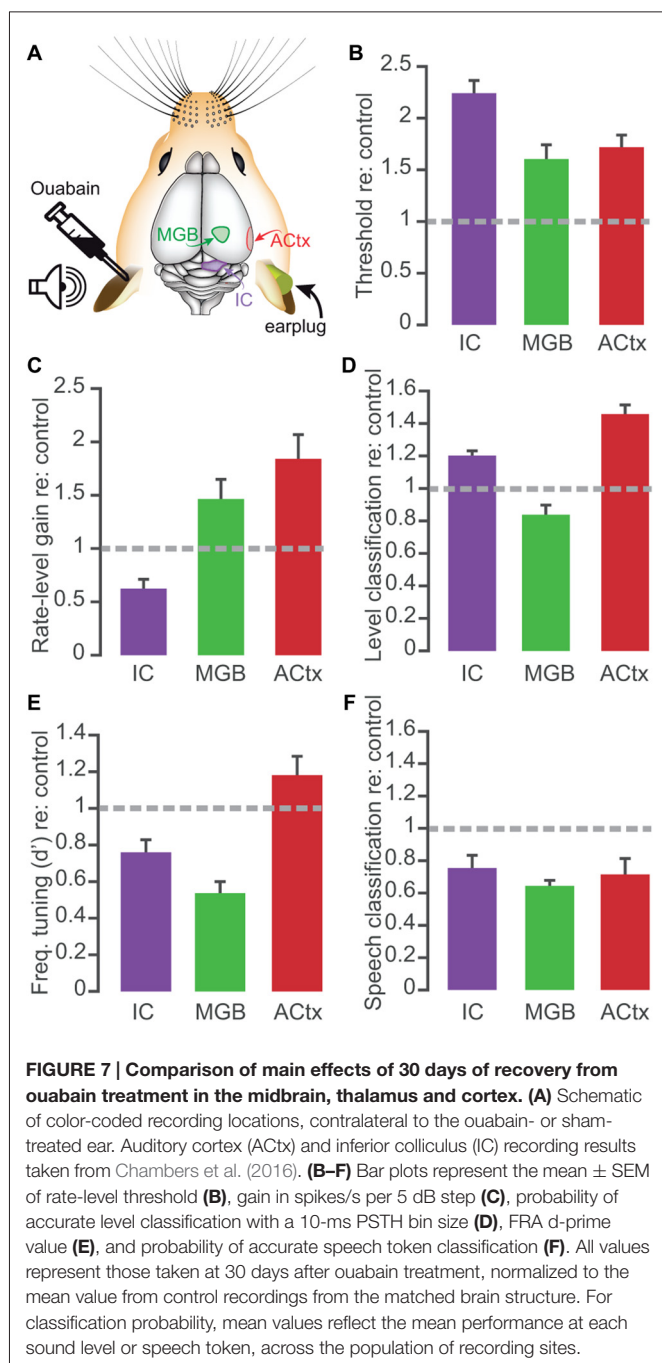 A
Ouabain
MGB
ACtx
IC
earplug
B
Threshold re: control
2.5
2
1.5
1
0.5
0
IC MGB ACtx
C
Rate-level gain re: control
2.5
2
1.5
1
0.5
0
IC MGB ACtx
D
Level classification re: control
1.6
1.4
1.2
1
0.8
0.6
0.4
0.2
0
IC MGB ACtx
E
Freq. tuning (d') re: control
1.4
1.2
1
0.8
0.6
0.4
0.2
0
IC MGB ACtx
F
Speech classification re: control
1.6
1.4
1.2
1
0.8
0.6
0.4
0.2
0
IC MGB ACtx
FIGURE 7 | Comparison of main effects of 30 days of recovery from
ouabain treatment in the midbrain, thalamus and cortex. (A) Schematic
of color-coded recording locations, contralateral to the ouabain- or sham-
treated ear. Auditory cortex (ACtx) and inferior colliculus (IC) recording results
taken from Chambers et al. (2016). (B–F) Bar plots represent the mean ± SEM
of rate-level threshold (B), gain in spikes/s per 5 dB step (C), probability of
accurate level classification with a 10-ms PSTH bin size (D), FRA d-prime
value (E), and probability of accurate speech token classification (F). All values
represent those taken at 30 days after ouabain treatment, normalized to the
mean value from control recordings from the matched brain structure. For
classification probability, mean values reflect the mean performance at each
sound level or speech token, across the population of recording sites.